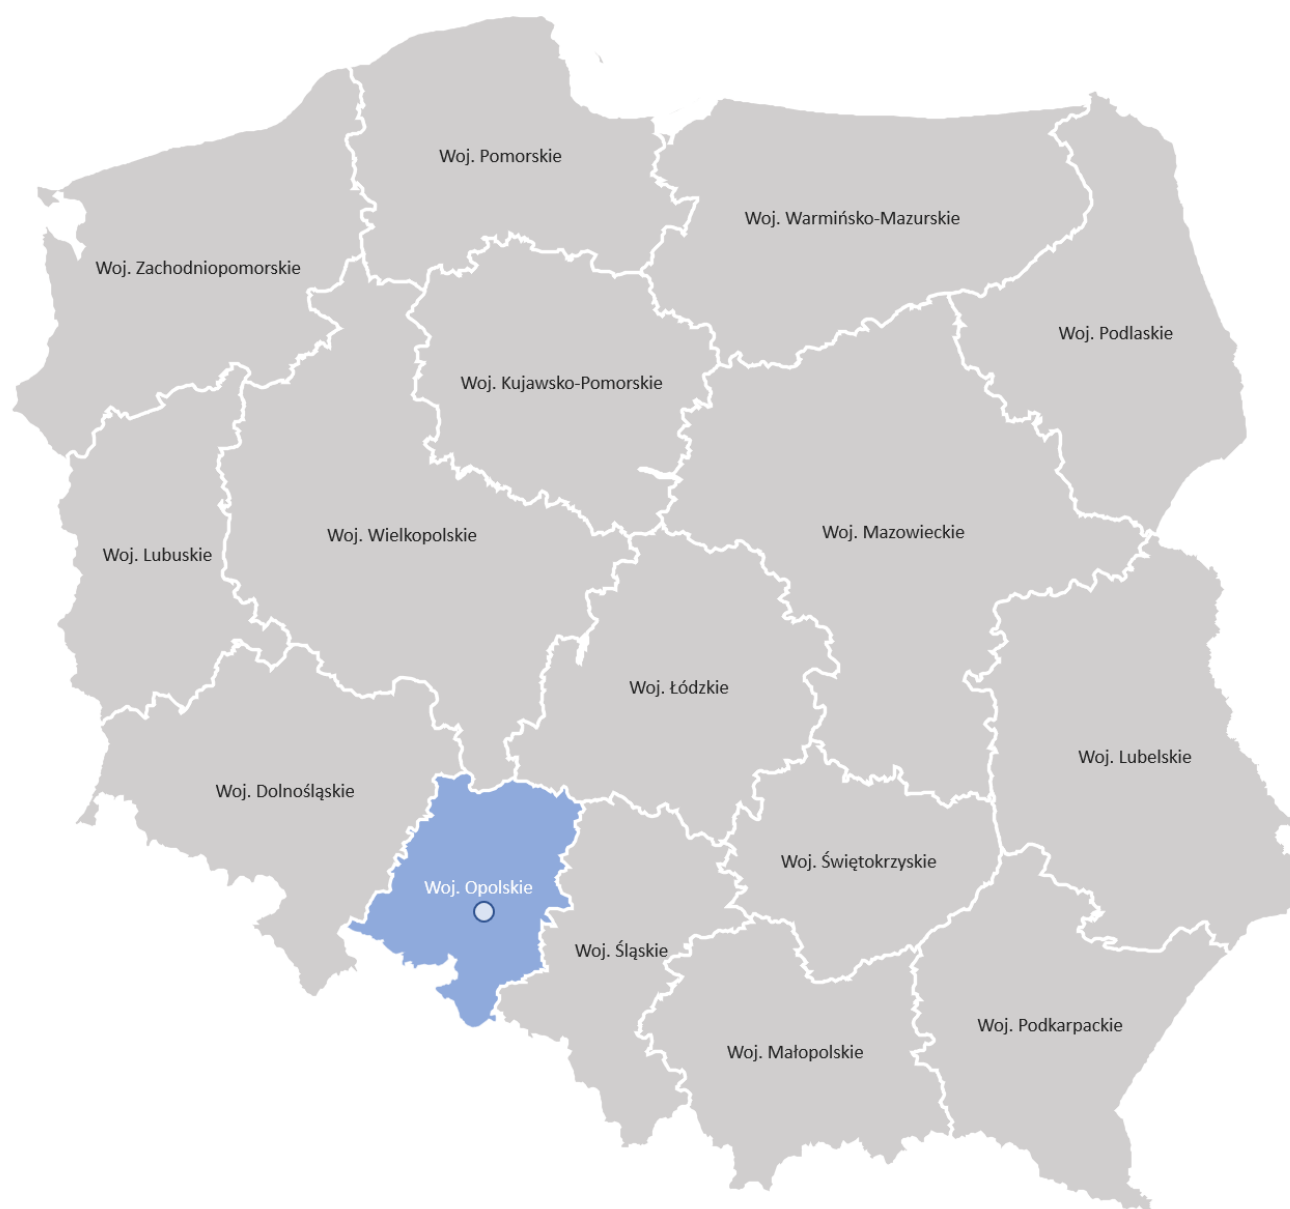 Woj. Pomorskie
Woj. Warmińsko-Mazurskie
Woj. Zachodniopomorskie
Woj. Podlaskie
Woj. Kujawsko-Pomorskie
Woj. Mazowieckie
Woj. Wielkopolskie
Woj. Lubuskie
Woj. Łódzkie
Woj. Lubelskie
Woj. Dolnośląskie
Woj. Świętokrzyskie
Woj. Opolskie
Woj. Śląskie
Woj. Podkarpackie
Woj. Małopolskie